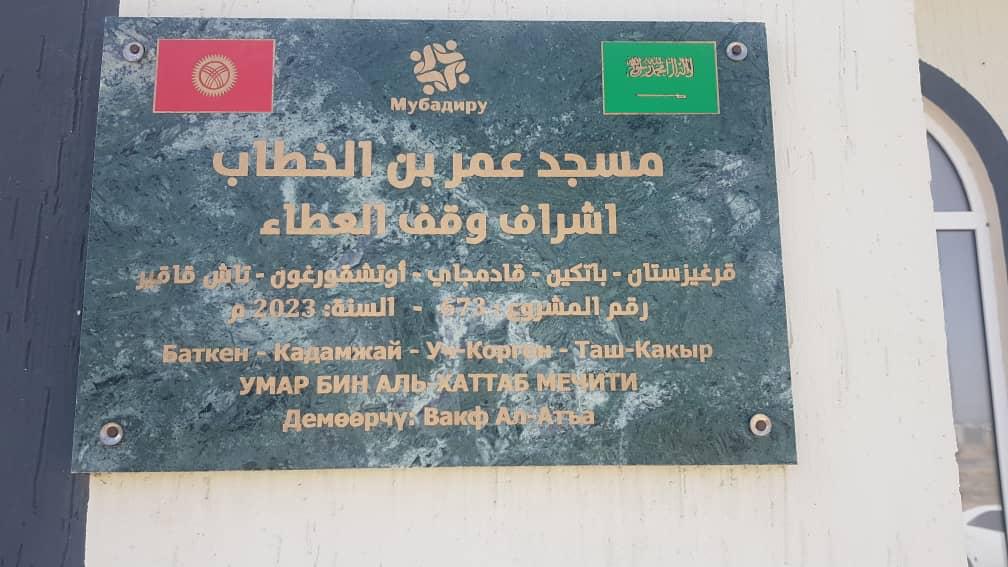 Мубадиру
مسجد عمر بن الخطاب
اشراف وقف العطاء
قرغيزستان - باتكين - قادمجاي - أوتشقورغون - تاش قاقير
رقم المشروع: 673 - السنة: 2023 م
Баткен - Кадамжай - Уч-Коргон - Таш-Какыр
УМАР БИН АЛЬ-ХАТТАБ МЕЧИТИ
Демөөрчү: Вакф Ал-Атъа